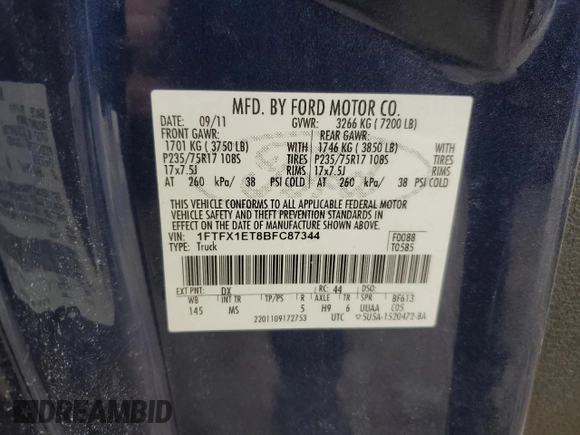 MFD. BY FORD MOTOR CO.
DATE: 09/11 GVWR: 3266 KG ( 7200 LB)
FRONT GAWR: REAR GAWR:
1701 KG ( 3750 LB) WITH 1746 KG ( 3850 LB) WITH
P235/75R17 108S TIRES P235/75R17 108S TIRES
17x7.5J RIMS 17x7.5J RIMS
AT 260 kPa/ 38 PSI COLD AT 260 kPa/ 38 PSI COLD
THIS VEHICLE CONFORMS TO ALL APPLICABLE FEDERAL MOTOR
VEHICLE SAFETY AND THEFT PREVENTION STANDARDS IN
EFFECT ON THE DATE OF MANUFACTURE SHOWN ABOVE.
VIN: 1FTFX1ET8BFC87344 F0088
TYPE: Truck T0585
EXT PNT: DX RC: 44 DSO:
WB INT TR TP/PS R AXLE TR SPR BF613
145 MS 5 H9 6 UUAA C05
2201109172753 UTC 5U5A-1520472-BA
DREAMBID